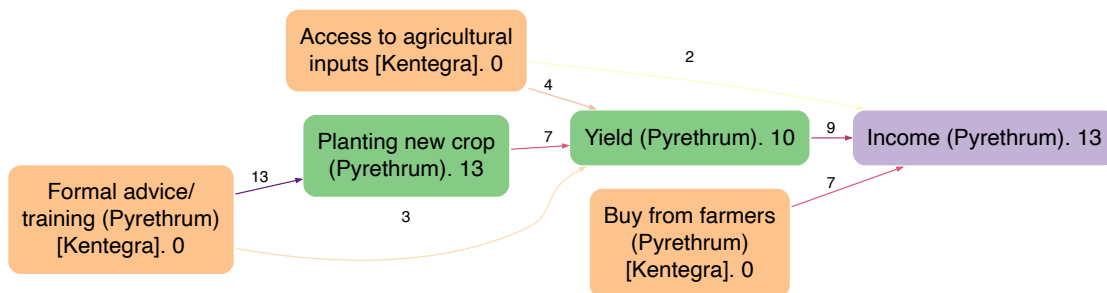 Access to agricultural
inputs [Kentegra]. 0
2
4
Planting new crop
(Pyrethrum). 13
7
Yield (Pyrethrum). 10
9
Income (Pyrethrum). 13
Formal advice/
training (Pyrethrum)
[Kentegra]. 0
13
3
7
Buy from farmers
(Pyrethrum)
[Kentegra]. 0